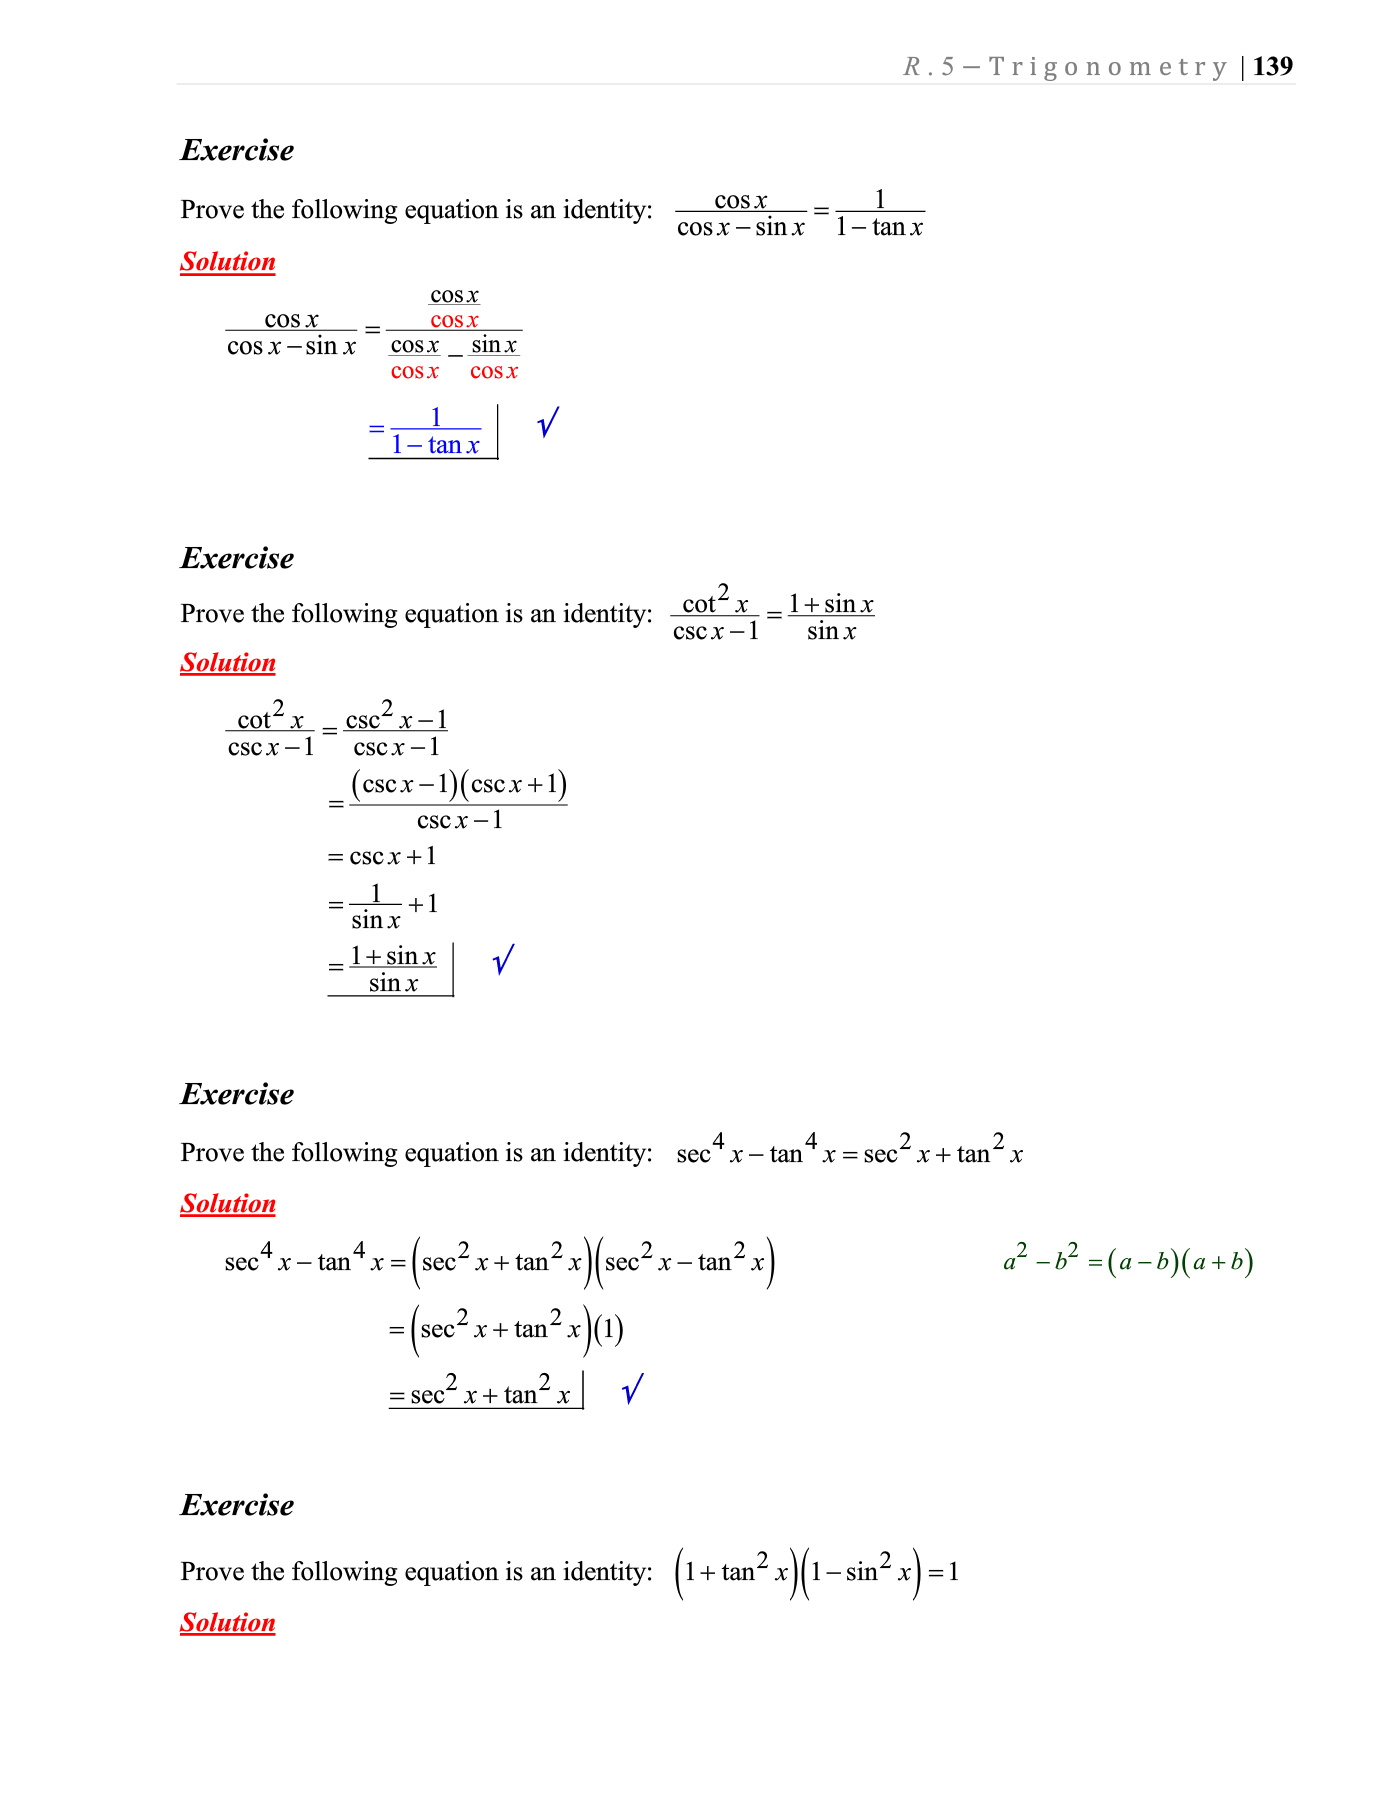 R.5 – Trigonometry | 139
Exercise
Prove the following equation is an identity: \frac{\cos x}{\cos x - \sin x} = \frac{1}{1 - \tan x}
Solution
\frac{\cos x}{\cos x - \sin x} = \frac{\frac{\cos x}{\cos x}}{\frac{\cos x}{\cos x} - \frac{\sin x}{\cos x}}
= \frac{1}{1 - \tan x} √
Exercise
Prove the following equation is an identity: \frac{\cot^2 x}{\csc x - 1} = \frac{1 + \sin x}{\sin x}
Solution
\frac{\cot^2 x}{\csc x - 1} = \frac{\csc^2 x - 1}{\csc x - 1}
= \frac{(\csc x - 1)(\csc x + 1)}{\csc x - 1}
= \csc x + 1
= \frac{1}{\sin x} + 1
= \frac{1 + \sin x}{\sin x} √
Exercise
Prove the following equation is an identity: \sec^4 x - \tan^4 x = \sec^2 x + \tan^2 x
Solution
\sec^4 x - \tan^4 x = (\sec^2 x + \tan^2 x)(\sec^2 x - \tan^2 x) a^2 - b^2 = (a - b)(a + b)
= (\sec^2 x + \tan^2 x)(1)
= \sec^2 x + \tan^2 x √
Exercise
Prove the following equation is an identity: (1 + \tan^2 x)(1 - \sin^2 x) = 1
Solution